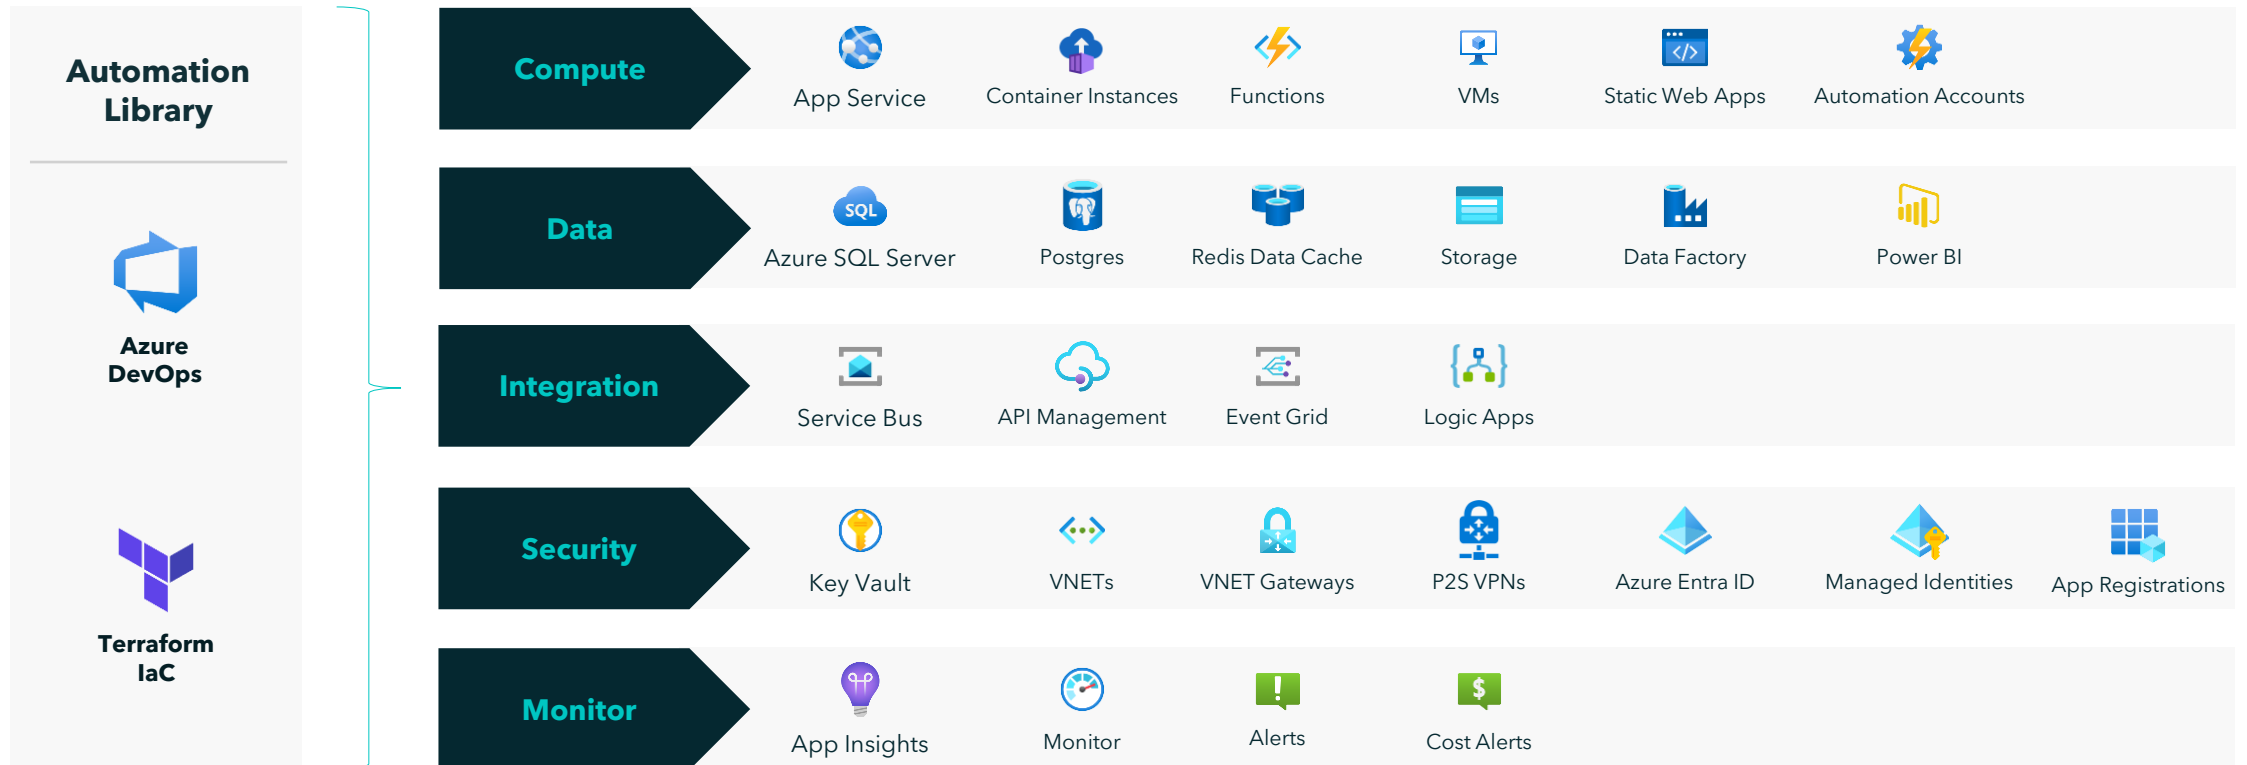 Automation
Library
Azure
DevOps
Terraform
IaC
Compute
App Service
Container Instances
Functions
VMs
Static Web Apps
Automation Accounts
Data
SQL
Azure SQL Server
Postgres
Redis Data Cache
Storage
Data Factory
Power BI
Integration
Service Bus
API Management
Event Grid
Logic Apps
Security
Key Vault
VNETs
VNET Gateways
P2S VPNs
Azure Entra ID
Managed Identities
App Registrations
Monitor
App Insights
Monitor
Alerts
Cost Alerts